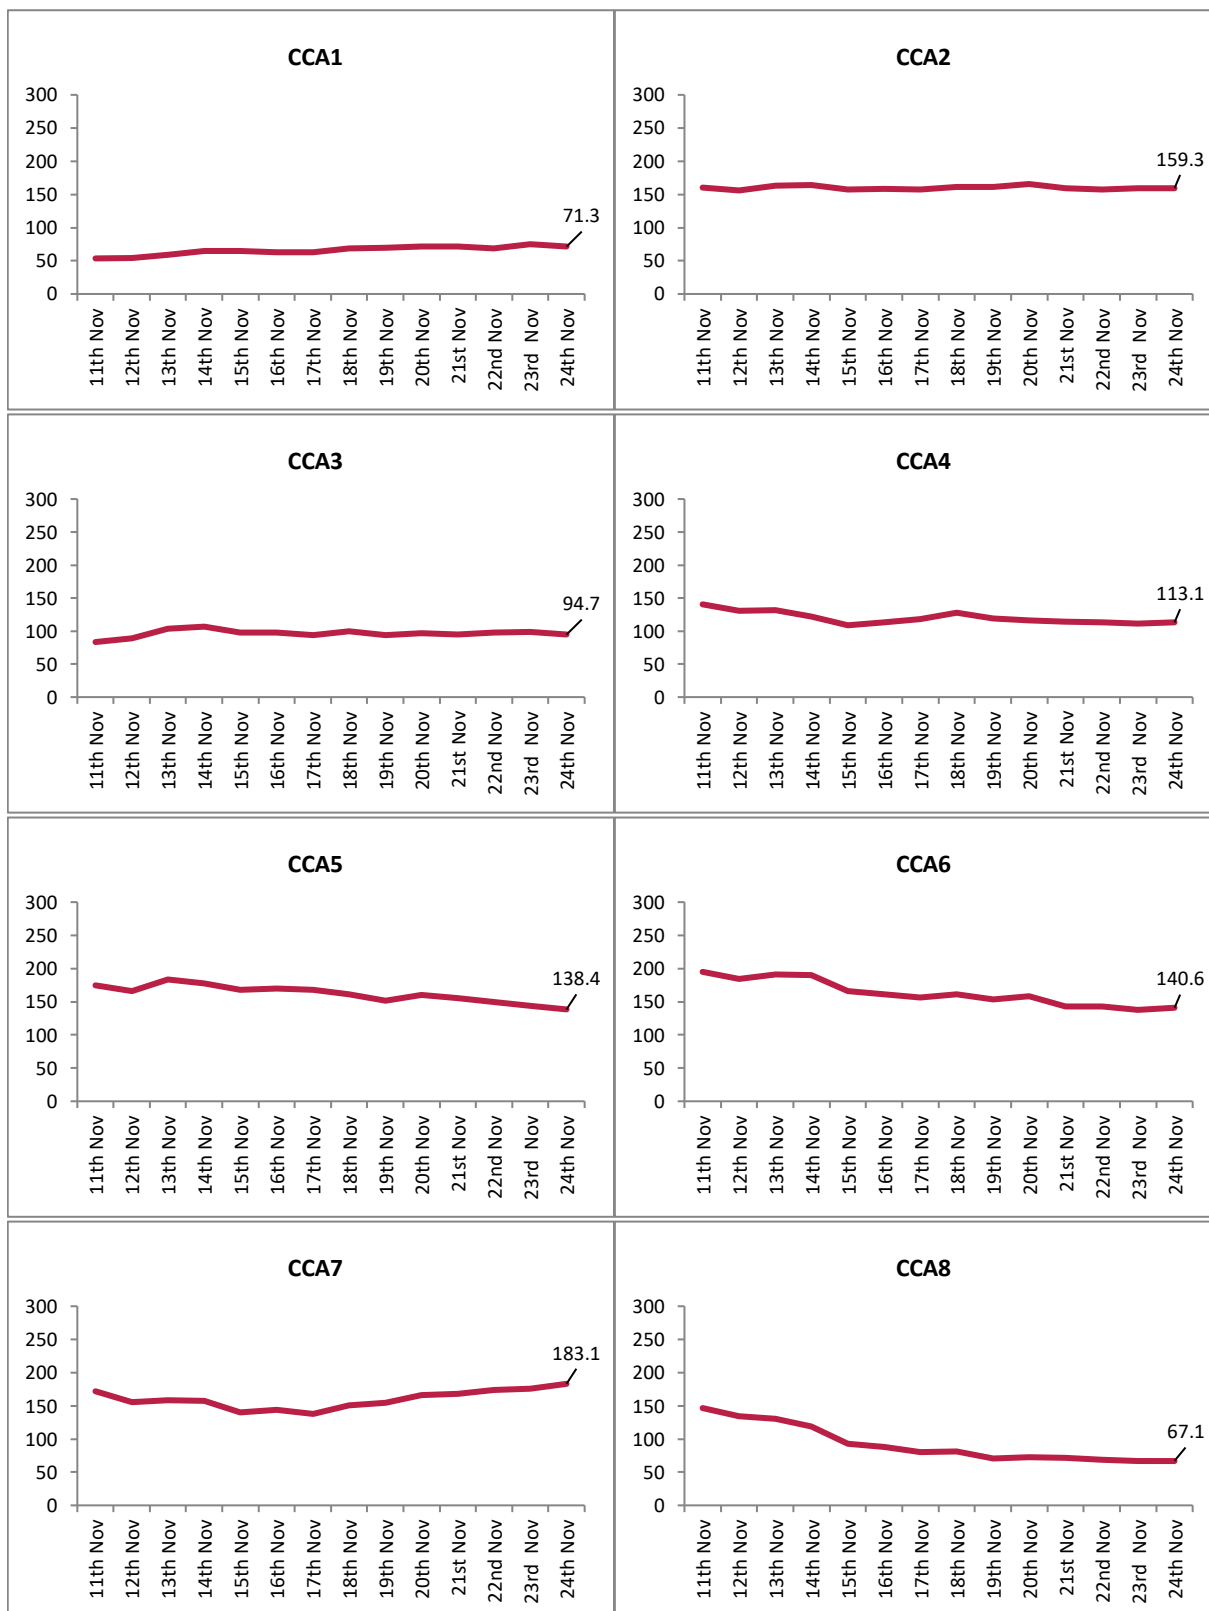 CCA1
300
250
200
150
100
50
0
71.3
11th Nov
12th Nov
13th Nov
14th Nov
15th Nov
16th Nov
17th Nov
18th Nov
19th Nov
20th Nov
21st Nov
22nd Nov
23rd Nov
24th Nov
CCA2
300
250
200
150
100
50
0
159.3
11th Nov
12th Nov
13th Nov
14th Nov
15th Nov
16th Nov
17th Nov
18th Nov
19th Nov
20th Nov
21st Nov
22nd Nov
23rd Nov
24th Nov
CCA3
300
250
200
150
100
50
0
94.7
11th Nov
12th Nov
13th Nov
14th Nov
15th Nov
16th Nov
17th Nov
18th Nov
19th Nov
20th Nov
21st Nov
22nd Nov
23rd Nov
24th Nov
CCA4
300
250
200
150
100
50
0
113.1
11th Nov
12th Nov
13th Nov
14th Nov
15th Nov
16th Nov
17th Nov
18th Nov
19th Nov
20th Nov
21st Nov
22nd Nov
23rd Nov
24th Nov
CCA5
300
250
200
150
100
50
0
138.4
11th Nov
12th Nov
13th Nov
14th Nov
15th Nov
16th Nov
17th Nov
18th Nov
19th Nov
20th Nov
21st Nov
22nd Nov
23rd Nov
24th Nov
CCA6
300
250
200
150
100
50
0
140.6
11th Nov
12th Nov
13th Nov
14th Nov
15th Nov
16th Nov
17th Nov
18th Nov
19th Nov
20th Nov
21st Nov
22nd Nov
23rd Nov
24th Nov
CCA7
300
250
200
150
100
50
0
183.1
11th Nov
12th Nov
13th Nov
14th Nov
15th Nov
16th Nov
17th Nov
18th Nov
19th Nov
20th Nov
21st Nov
22nd Nov
23rd Nov
24th Nov
CCA8
300
250
200
150
100
50
0
67.1
11th Nov
12th Nov
13th Nov
14th Nov
15th Nov
16th Nov
17th Nov
18th Nov
19th Nov
20th Nov
21st Nov
22nd Nov
23rd Nov
24th Nov